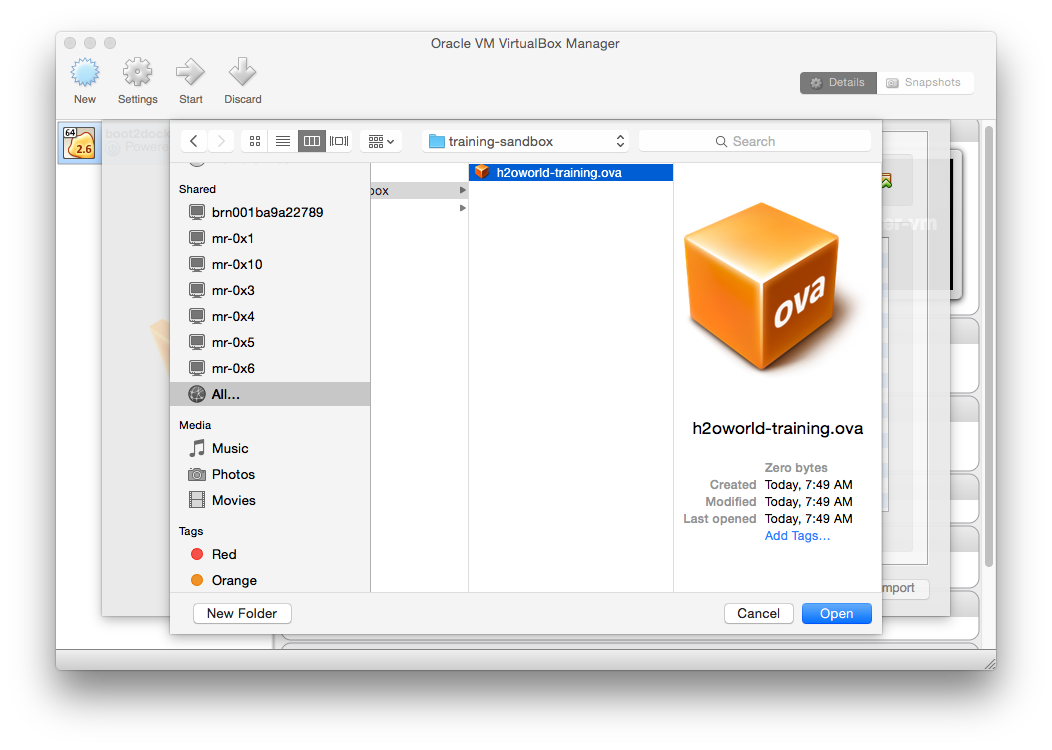 Oracle VM VirtualBox Manager
New
Settings
Start
Discard
Details
Snapshots
64
2.6
boot2dock
Powere
training-sandbox
Search
Shared
brn001ba9a22789
mr-0x1
mr-0x10
mr-0x3
mr-0x4
mr-0x5
mr-0x6
All...
Media
Music
Photos
Movies
Tags
Red
Orange
box
h2oworld-training.ova
er-vm
ova
h2oworld-training.ova
Zero bytes
Created Today, 7:49 AM
Modified Today, 7:49 AM
Last opened Today, 7:49 AM
Add Tags...
mport
New Folder
Cancel
Open